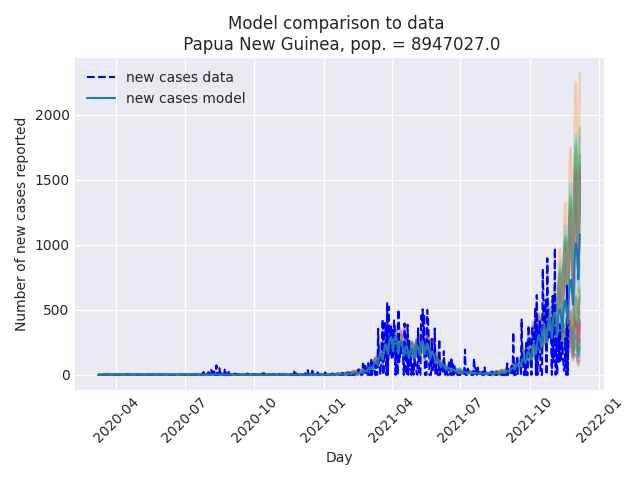 Model comparison to data
Papua New Guinea, pop. = 8947027.0
new cases data
new cases model
Number of new cases reported
2000
1500
1000
500
0
2020-04
2020-07
2020-10
2021-01
2021-04
2021-07
2021-10
2022-01
Day